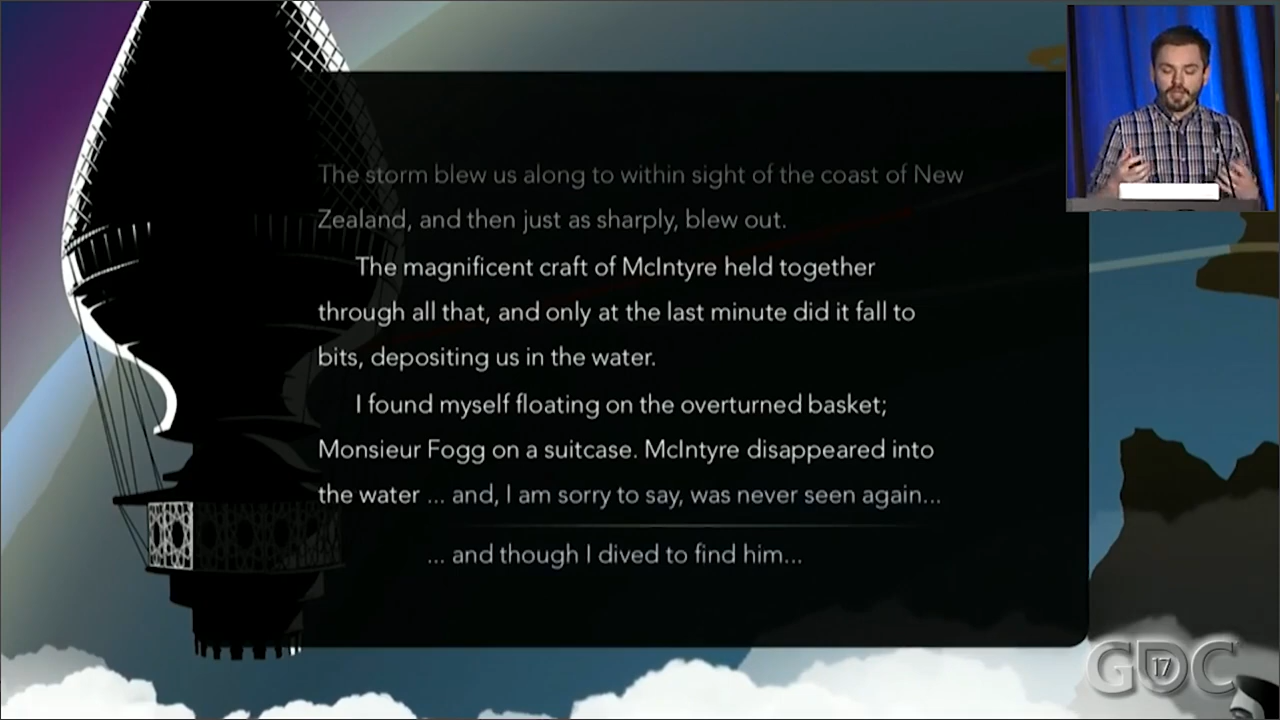 The storm blew us along to within sight of the coast of New
Zealand, and then just as sharply, blew out.
The magnificent craft of McIntyre held together
through all that, and only at the last minute did it fall to
bits, depositing us in the water.
I found myself floating on the overturned basket;
Monsieur Fogg on a suitcase. McIntyre disappeared into
the water ... and, I am sorry to say, was never seen again...
... and though I dived to find him...
GDC
17